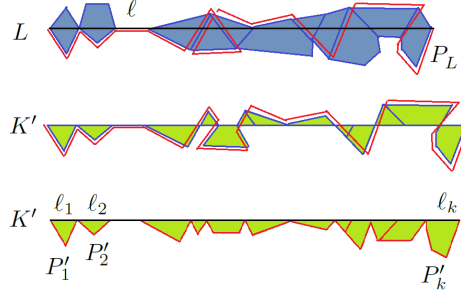 L ℓ P_L
K′
K′ ℓ₁ ℓ₂ ℓ_k
P′₁ P′₂ P′_k